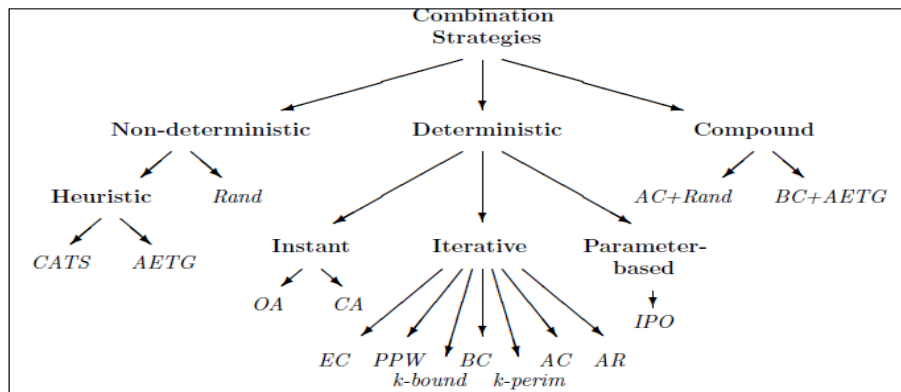 Combination
Strategies
Non-deterministic Deterministic Compound
Heuristic Rand AC+Rand BC+AETG
Instant Iterative Parameter-
based
CATS AETG
OA CA IPO
EC PPW BC AC AR
k-bound k-perim